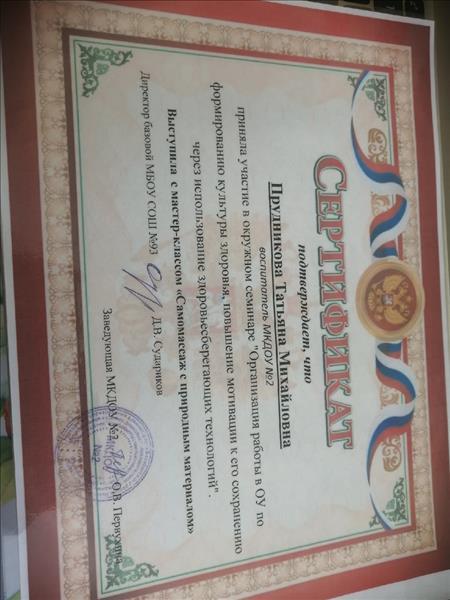 СЕРТИФИКАТ
подтверждает, что
Прудникова Татьяна Михайловна
воспитатель МКДОУ №2
приняла участие в окружном семинаре "Организация работы в ОУ по
формированию культуры здоровья, повышение мотивации к его сохранению
через использование здоровьесберегающих технологий".
Выступила с мастер-классом «Самомассаж с природным материалом»
Директор базовой МБОУ СОШ №93 Д.В. Судариков
Заведующая МКДОУ №2 О.В. Первухина